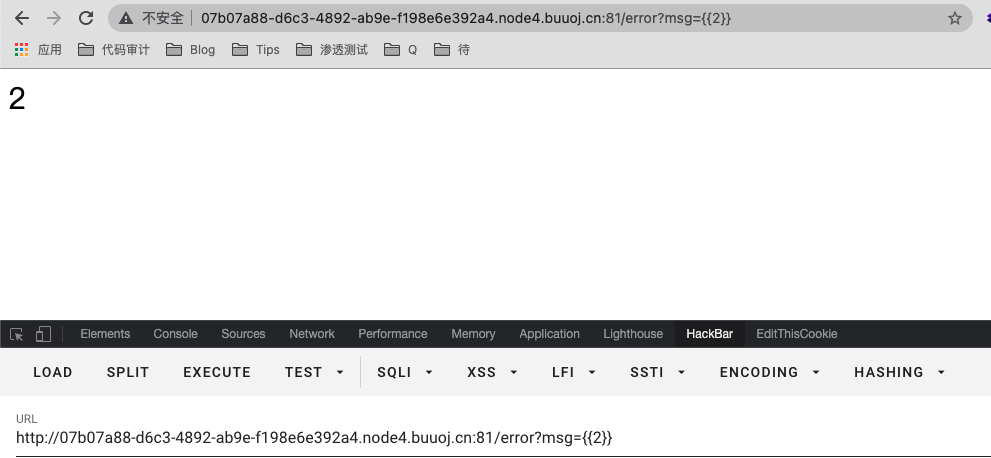 不安全 07b07a88-d6c3-4892-ab9e-f198e6e392a4.node4.buuoj.cn:81/error?msg={{2}}
应用 代码审计 Blog Tips 渗透测试 Q 待
2
Elements Console Sources Network Performance Memory Application Lighthouse HackBar EditThisCookie
LOAD SPLIT EXECUTE TEST SQLI XSS LFI SSTI ENCODING HASHING
URL
http://07b07a88-d6c3-4892-ab9e-f198e6e392a4.node4.buuoj.cn:81/error?msg={{2}}